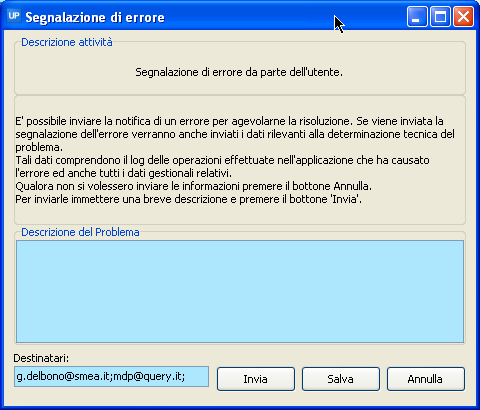 UP Segnalazione di errore
Descrizione attività
Segnalazione di errore da parte dell'utente.
E' possibile inviare la notifica di un errore per agevolarne la risoluzione. Se viene inviata la
segnalazione dell'errore verranno anche inviati i dati rilevanti alla determinazione tecnica del
problema.
Tali dati comprendono il log delle operazioni effettuate nell'applicazione che ha causato
l'errore ed anche tutti i dati gestionali relativi.
Qualora non si volessero inviare le informazioni premere il bottone Annulla.
Per inviarle immettere una breve descrizione e premere il bottone 'Invia'.
Descrizione del Problema
Destinatari:
g.delbono@smea.it;mdp@query.it;
Invia
Salva
Annulla